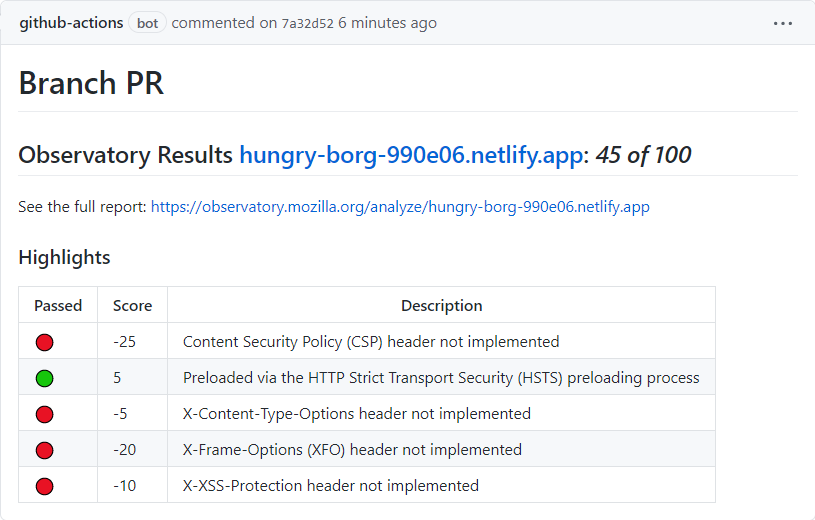 github-actions bot commented on 7a32d52 6 minutes ago
Branch PR
Observatory Results hungry-borg-990e06.netlify.app: 45 of 100
See the full report: https://observatory.mozilla.org/analyze/hungry-borg-990e06.netlify.app
Highlights
Passed Score Description
-25 Content Security Policy (CSP) header not implemented
5 Preloaded via the HTTP Strict Transport Security (HSTS) preloading process
-5 X-Content-Type-Options header not implemented
-20 X-Frame-Options (XFO) header not implemented
-10 X-XSS-Protection header not implemented